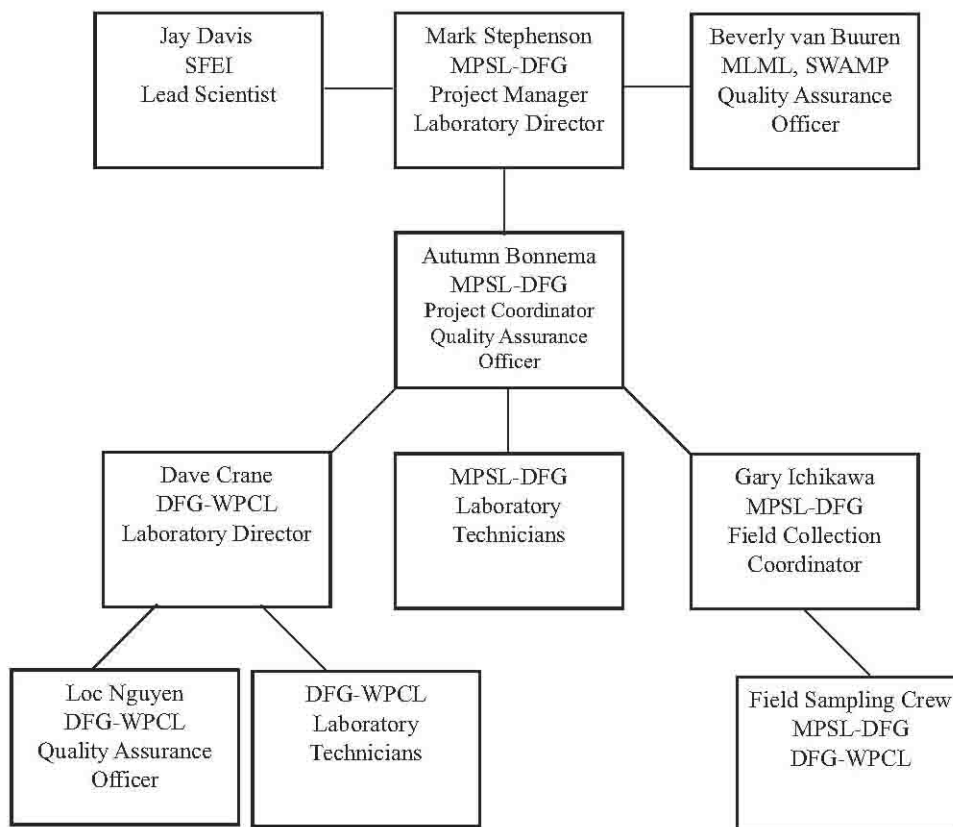 Jay Davis
SFEI
Lead Scientist
Mark Stephenson
MPSL-DFG
Project Manager
Laboratory Director
Beverly van Buuren
MLML, SWAMP
Quality Assurance
Officer
Autumn Bonnema
MPSL-DFG
Project Coordinator
Quality Assurance
Officer
Dave Crane
DFG-WPCL
Laboratory Director
MPSL-DFG
Laboratory
Technicians
Gary Ichikawa
MPSL-DFG
Field Collection
Coordinator
Loc Nguyen
DFG-WPCL
Quality Assurance
Officer
DFG-WPCL
Laboratory
Technicians
Field Sampling Crew
MPSL-DFG
DFG-WPCL